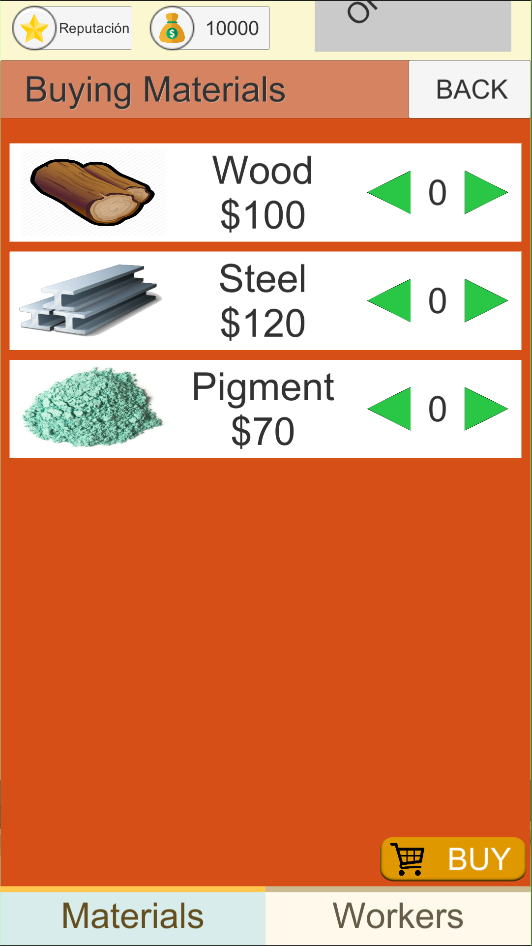 Reputación
10000
Buying Materials
BACK
Wood
$100
0
Steel
$120
0
Pigment
$70
0
BUY
Materials
Workers